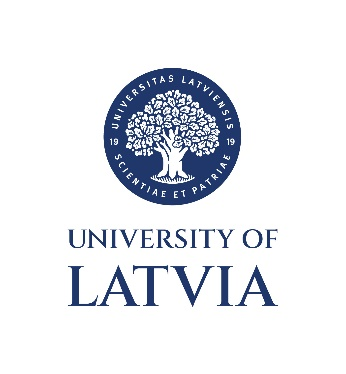 UNIVERSITAS LATVIENSIS
19 19
SCIENTIAE ET PATRIAE
UNIVERSITY OF
LATVIA